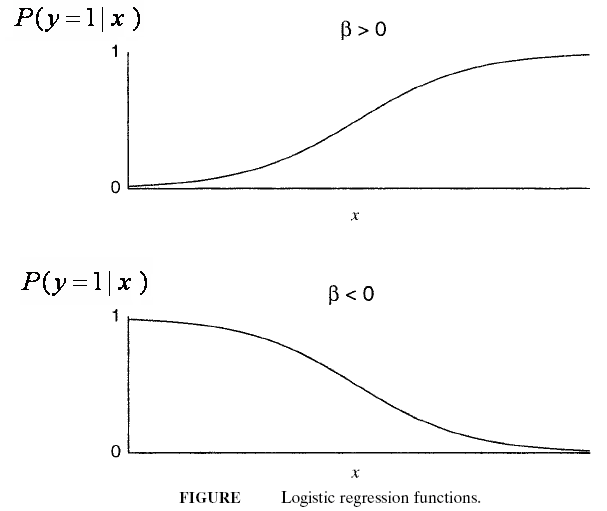 P(y=1|x)
β > 0
1
0
x
P(y=1|x)
β < 0
1
0
x
FIGURE Logistic regression functions.